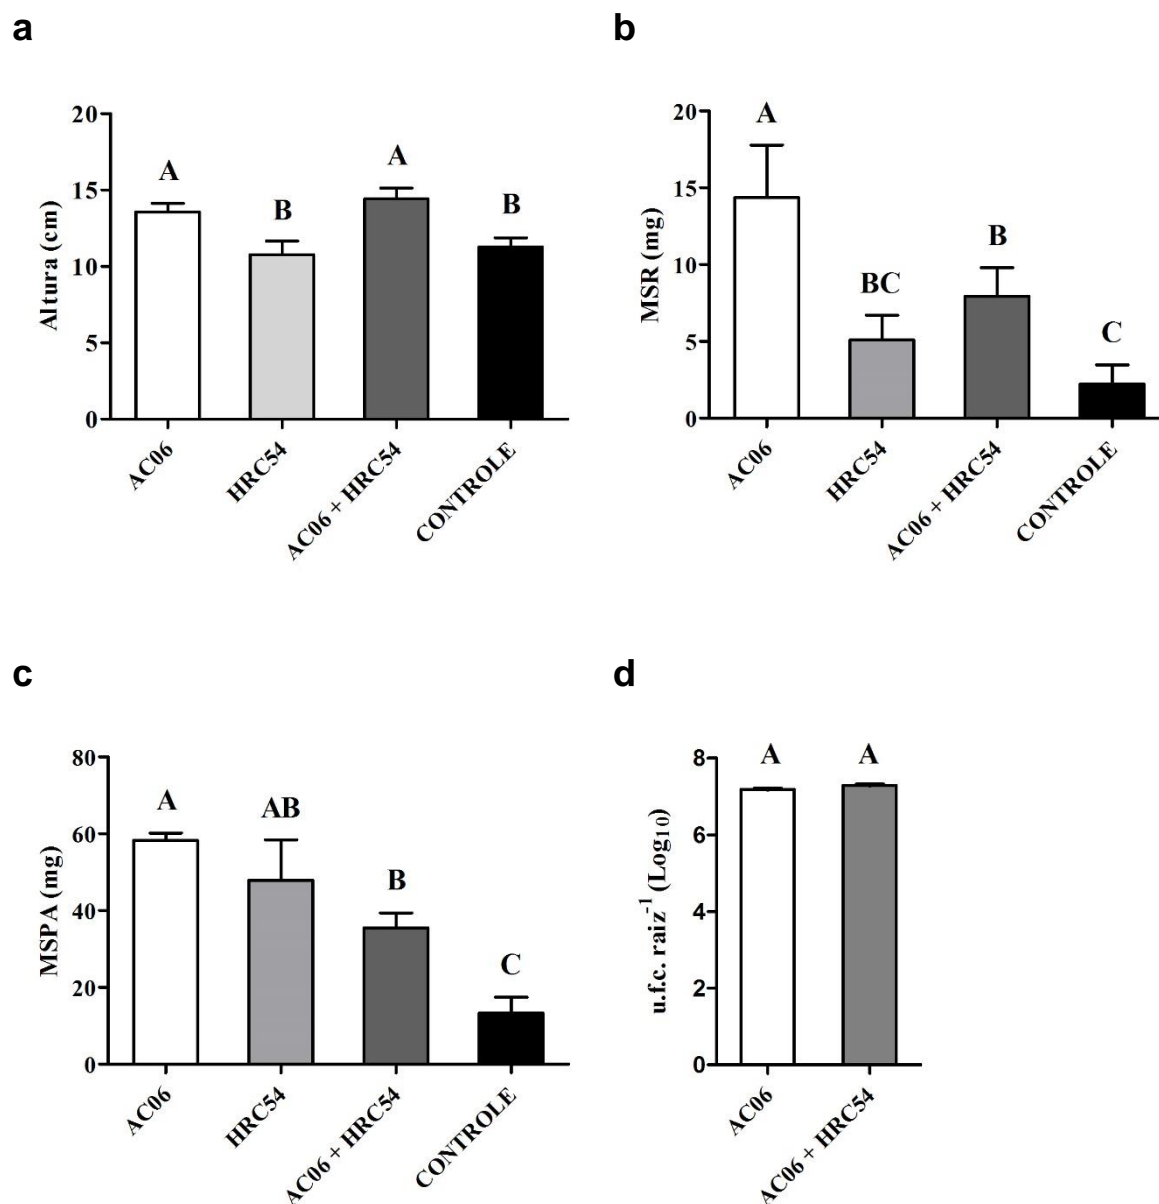 a
Altura (cm)
20
15
10
5
0
A
B
A
B
AC06
HRC54
AC06 + HRC54
CONTROLE
b
MSR (mg)
20
15
10
5
0
A
BC
B
C
AC06
HRC54
AC06 + HRC54
CONTROLE
c
MSPA (mg)
80
60
40
20
0
A
AB
B
C
AC06
HRC54
AC06 + HRC54
CONTROLE
d
u.f.c. raiz⁻¹ (Log₁₀)
8
6
4
2
0
A
A
AC06
AC06 + HRC54